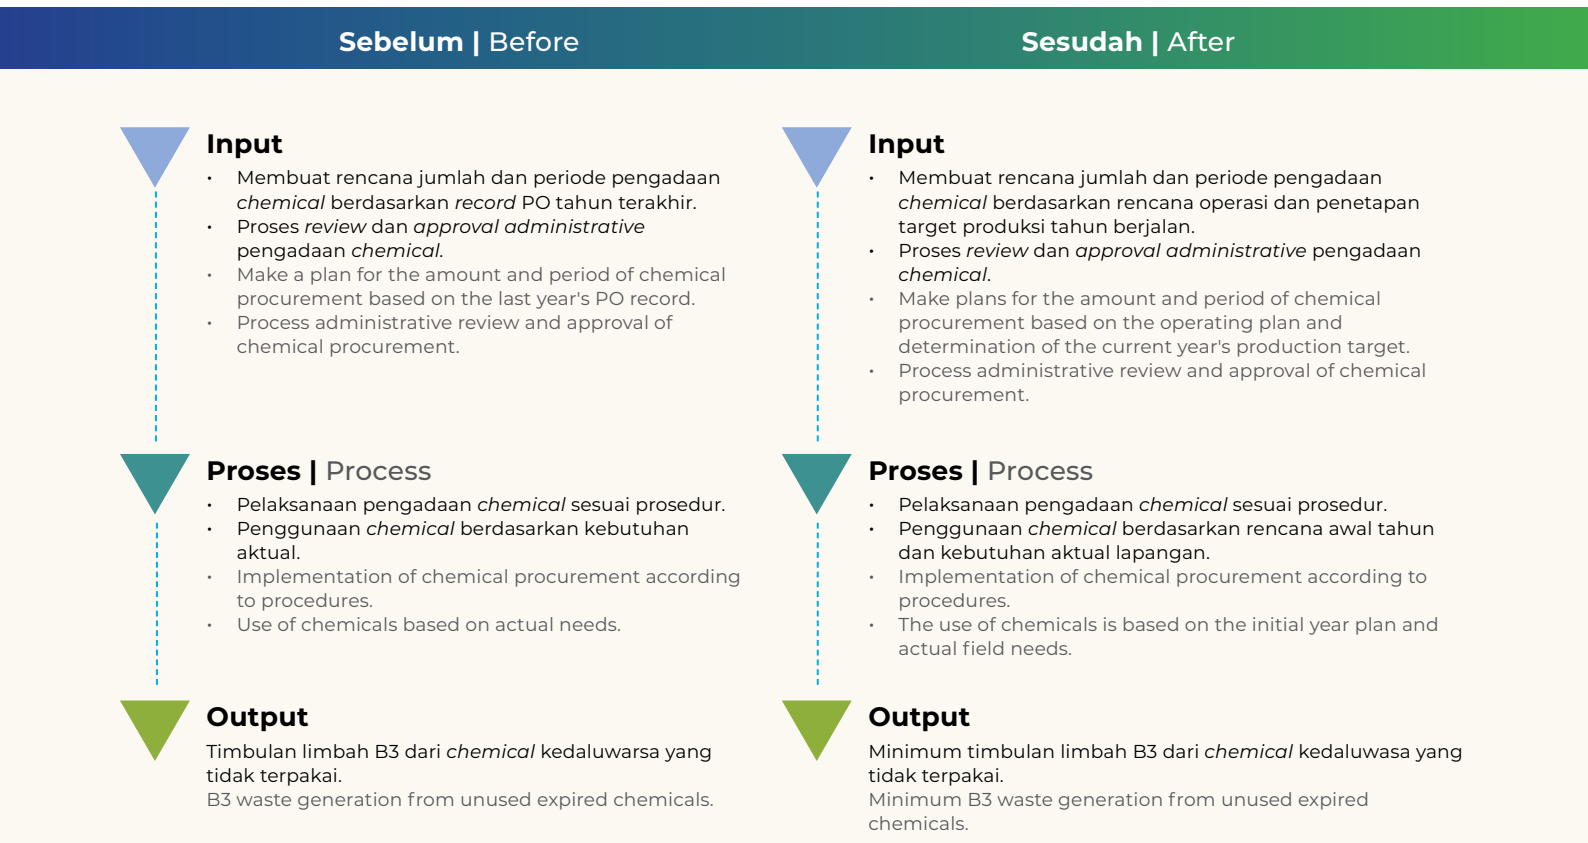 Sebelum | Before
Input
• Membuat rencana jumlah dan periode pengadaan
chemical berdasarkan record PO tahun terakhir.
• Proses review dan approval administrative
pengadaan chemical.
• Make a plan for the amount and period of chemical
procurement based on the last year's PO record.
• Process administrative review and approval of
chemical procurement.
Proses | Process
• Pelaksanaan pengadaan chemical sesuai prosedur.
• Penggunaan chemical berdasarkan kebutuhan
aktual.
• Implementation of chemical procurement according
to procedures.
• Use of chemicals based on actual needs.
Output
Timbulan limbah B3 dari chemical kedaluwarsa yang
tidak terpakai.
B3 waste generation from unused expired chemicals.
Sesudah | After
Input
• Membuat rencana jumlah dan periode pengadaan
chemical berdasarkan rencana operasi dan penetapan
target produksi tahun berjalan.
• Proses review dan approval administrative pengadaan
chemical.
• Make plans for the amount and period of chemical
procurement based on the operating plan and
determination of the current year's production target.
• Process administrative review and approval of chemical
procurement.
Proses | Process
• Pelaksanaan pengadaan chemical sesuai prosedur.
• Penggunaan chemical berdasarkan rencana awal tahun
dan kebutuhan aktual lapangan.
• Implementation of chemical procurement according to
procedures.
• The use of chemicals is based on the initial year plan and
actual field needs.
Output
Minimum timbulan limbah B3 dari chemical kedaluwasa yang
tidak terpakai.
Minimum B3 waste generation from unused expired
chemicals.